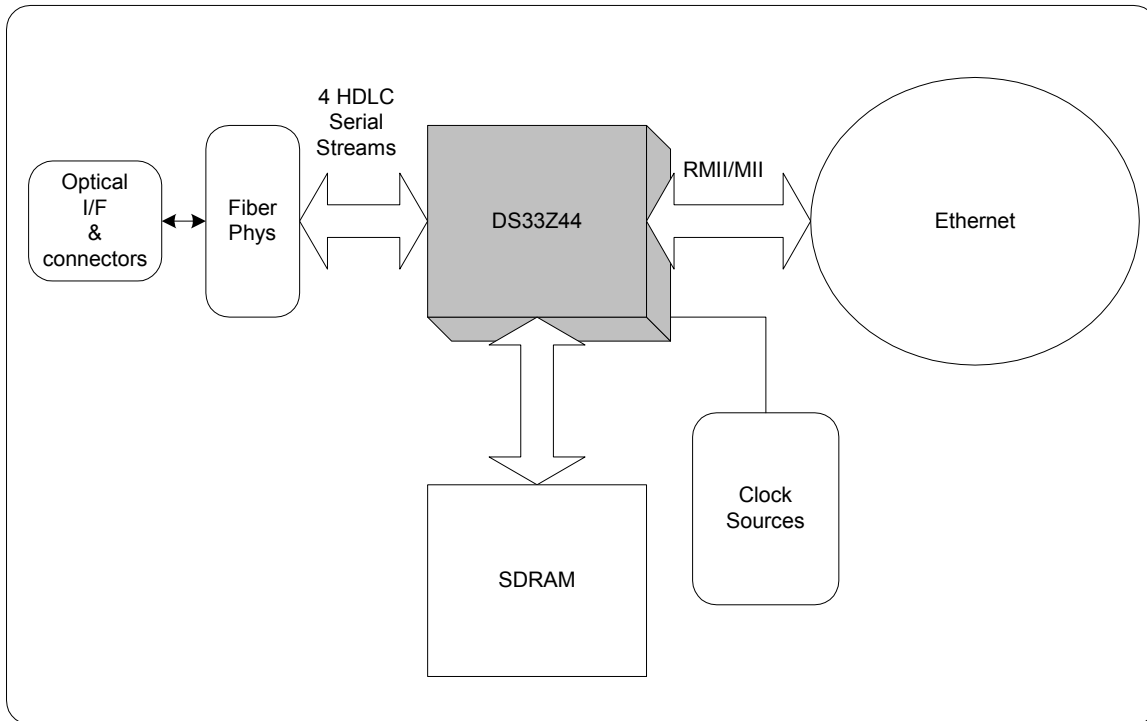 4 HDLC
Serial
Streams
Optical
I/F
&
connectors
Fiber
Phys
DS33Z44
RMII/MII
Ethernet
SDRAM
Clock
Sources